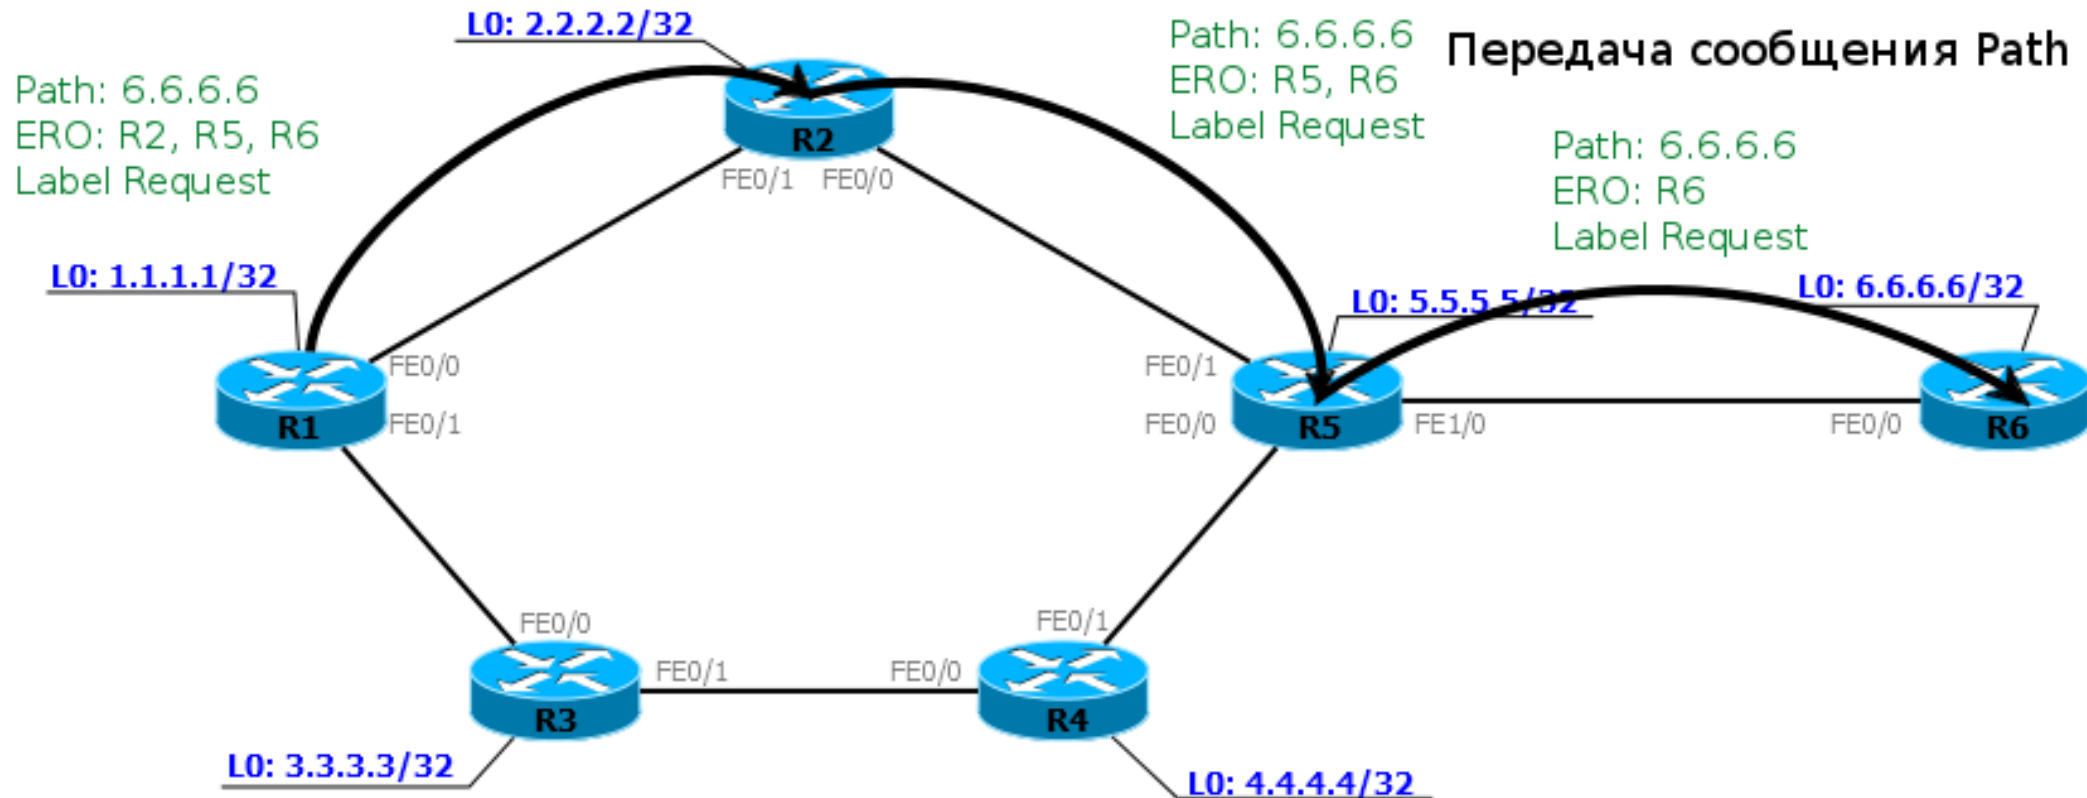 L0: 2.2.2.2/32
Path: 6.6.6.6
ERO: R5, R6
Label Request
Передача сообщения Path
Path: 6.6.6.6
ERO: R2, R5, R6
Label Request
R2
FE0/1 FE0/0
Path: 6.6.6.6
ERO: R6
Label Request
L0: 1.1.1.1/32
L0: 5.5.5.5/32
L0: 6.6.6.6/32
FE0/0
R1
FE0/1
FE0/1
FE0/0
R5
FE1/0
FE0/0
R6
FE0/0
FE0/1
R3
FE0/1
FE0/0
R4
L0: 3.3.3.3/32
L0: 4.4.4.4/32